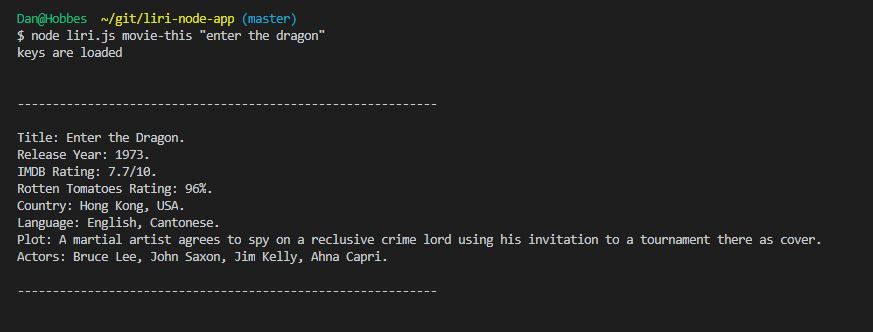 Dan@Hobbes ~/git/liri-node-app (master)
$ node liri.js movie-this "enter the dragon"
keys are loaded
------------------------------------------------------------
Title: Enter the Dragon.
Release Year: 1973.
IMDB Rating: 7.7/10.
Rotten Tomatoes Rating: 96%.
Country: Hong Kong, USA.
Language: English, Cantonese.
Plot: A martial artist agrees to spy on a reclusive crime lord using his invitation to a tournament there as cover.
Actors: Bruce Lee, John Saxon, Jim Kelly, Ahna Capri.
------------------------------------------------------------